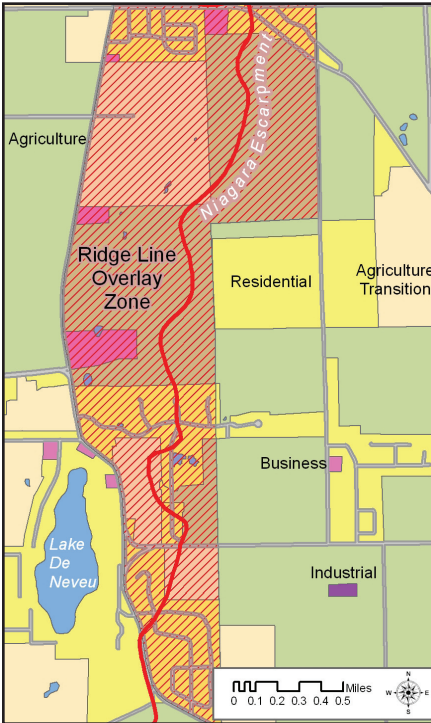 Niagara Escarpment
Agriculture
Ridge Line
Overlay
Zone
Residential
Agriculture
Transition
Business
Lake
De
Neveu
Industrial
Miles
0 0.1 0.2 0.3 0.4 0.5
N
W E
S